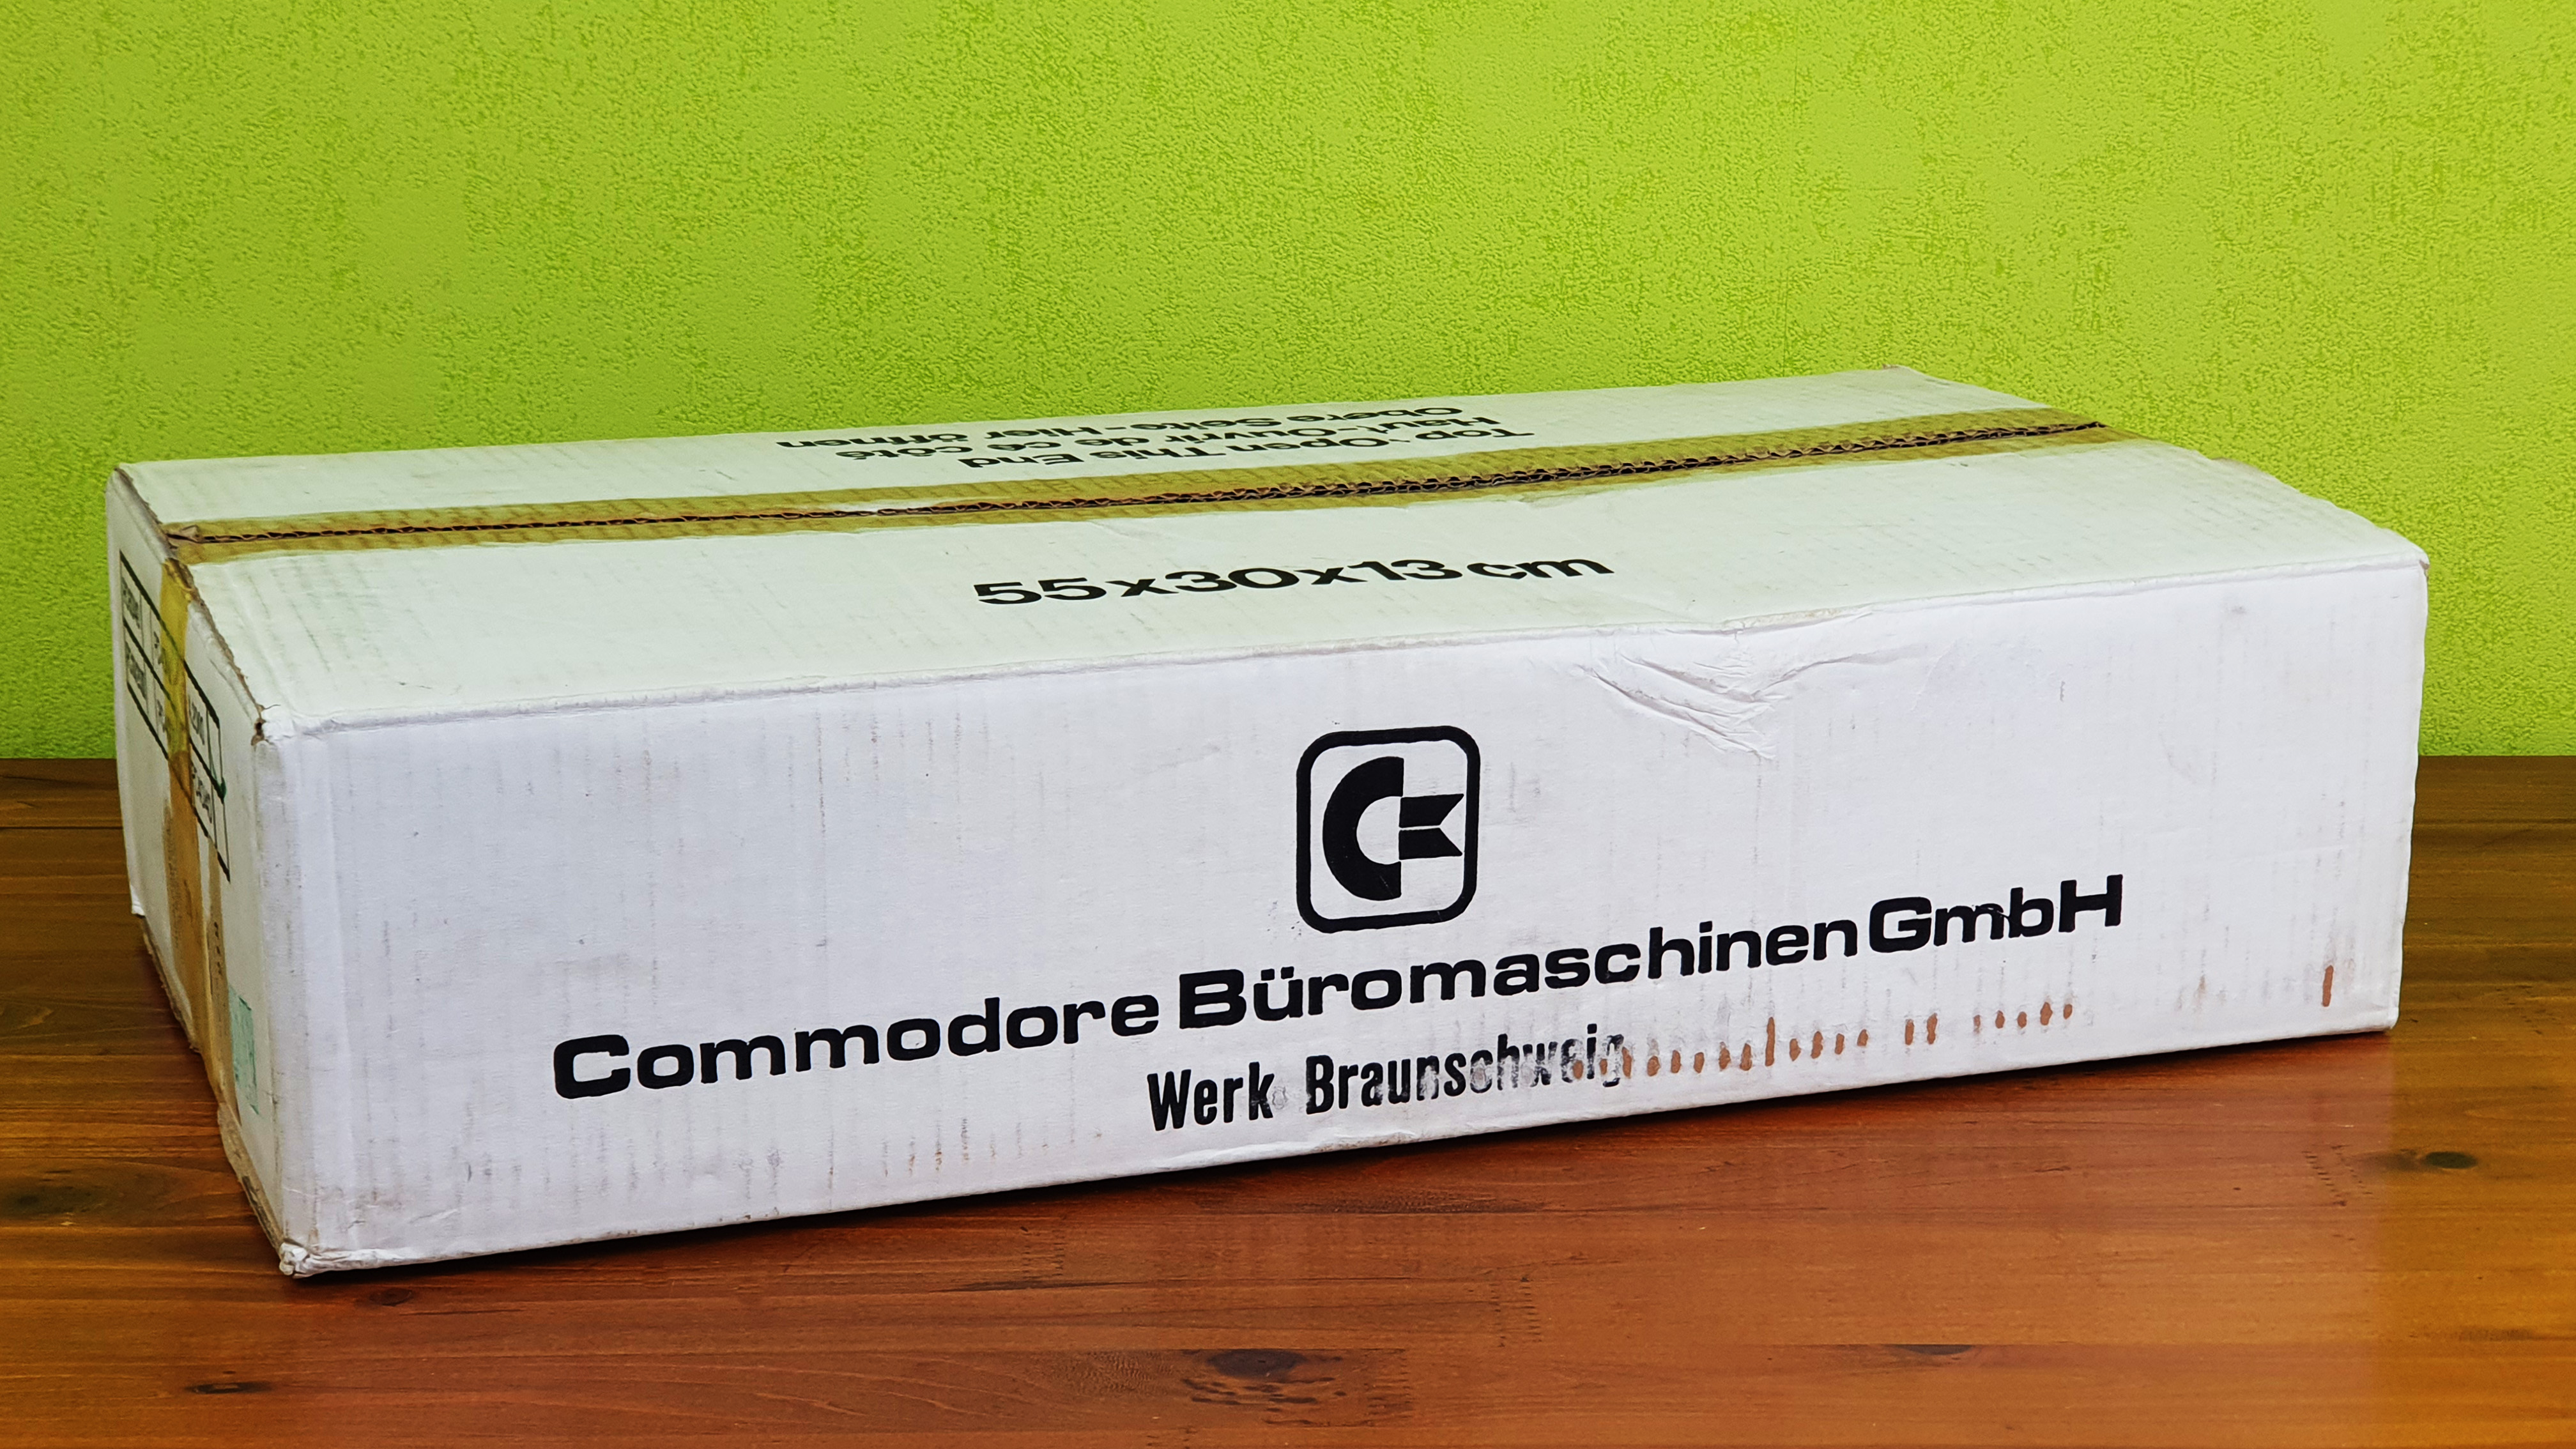 Top · Open This End
Haut · Ouvrir de ce côté
Obere Seite - Hier öffnen
55x30x13cm
Commodore Büromaschinen GmbH
Werk Braunschweig